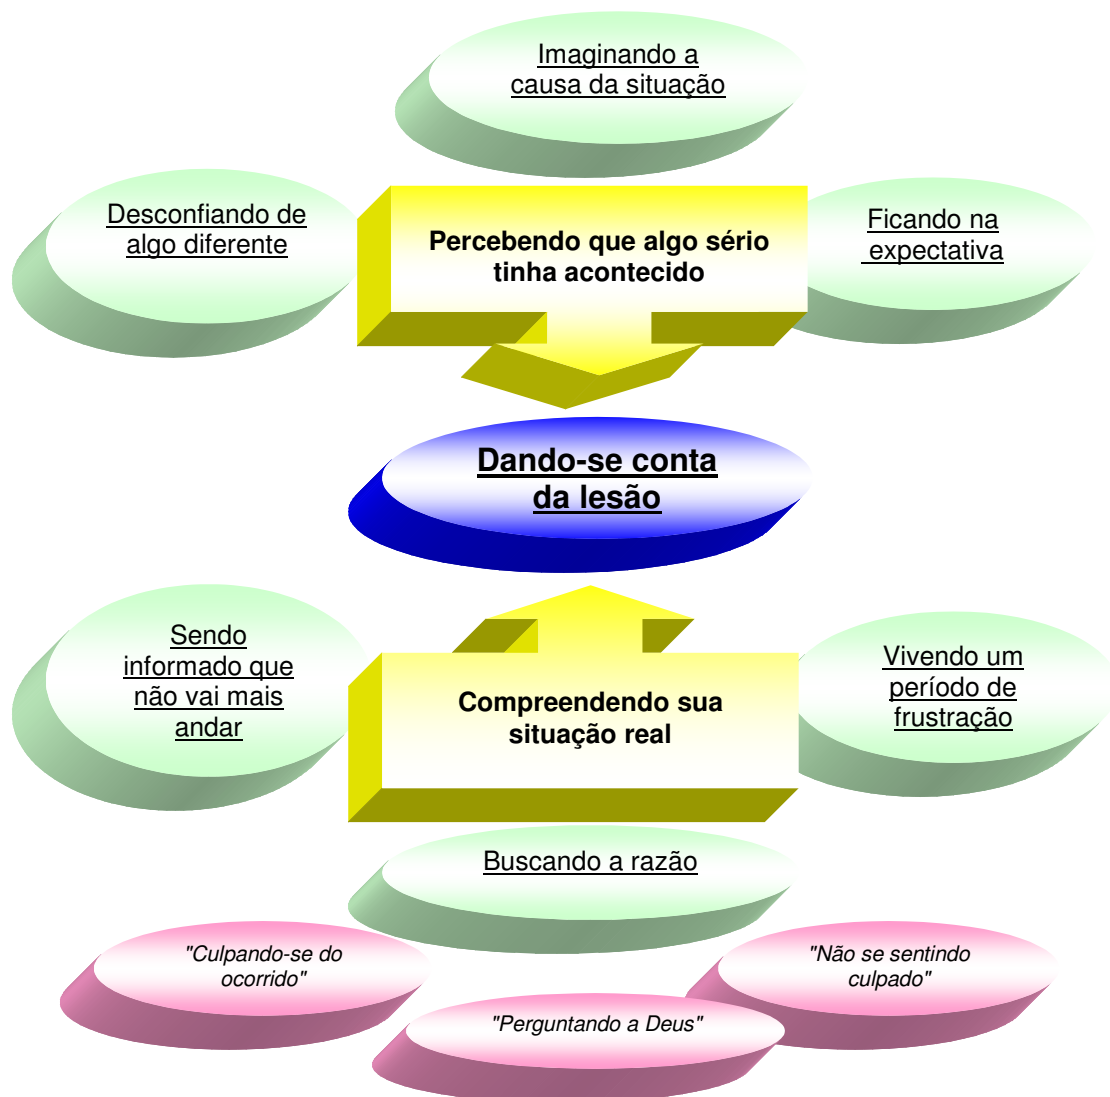 Imaginando a
causa da situação
Desconfiando de
algo diferente
Percebendo que algo sério
tinha acontecido
Ficando na
expectativa
Dando-se conta
da lesão
Sendo
informado que
não vai mais
andar
Compreendendo sua
situação real
Vivendo um
período de
frustração
Buscando a razão
"Culpando-se do
ocorrido"
"Não se sentindo
culpado"
"Perguntando a Deus"